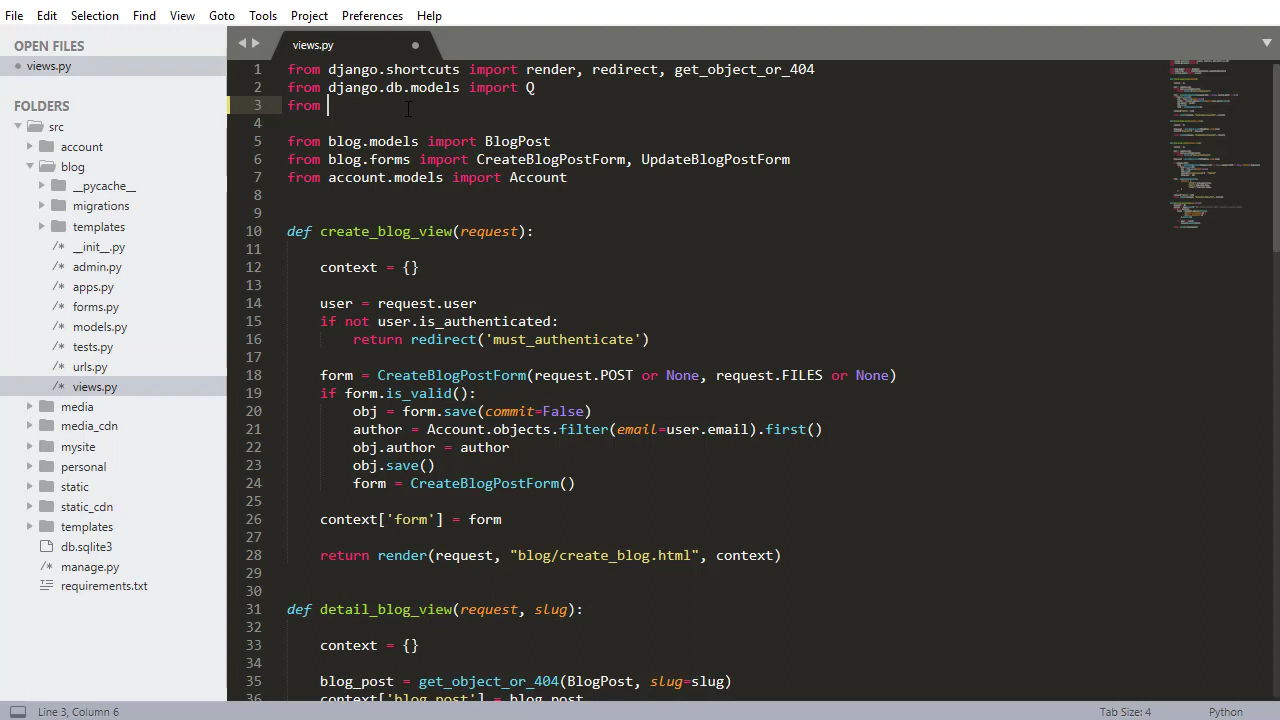 File Edit Selection Find View Goto Tools Project Preferences Help
OPEN FILES
views.py
FOLDERS
src
account
blog
__pycache__
migrations
templates
__init__.py
admin.py
apps.py
forms.py
models.py
tests.py
urls.py
views.py
media
media_cdn
mysite
personal
static
static_cdn
templates
db.sqlite3
manage.py
requirements.txt
views.py
1 from django.shortcuts import render, redirect, get_object_or_404
2 from django.db.models import Q
3 from
4
5 from blog.models import BlogPost
6 from blog.forms import CreateBlogPostForm, UpdateBlogPostForm
7 from account.models import Account
8
9
10 def create_blog_view(request):
11
12 context = {}
13
14 user = request.user
15 if not user.is_authenticated:
16 return redirect('must_authenticate')
17
18 form = CreateBlogPostForm(request.POST or None, request.FILES or None)
19 if form.is_valid():
20 obj = form.save(commit=False)
21 author = Account.objects.filter(email=user.email).first()
22 obj.author = author
23 obj.save()
24 form = CreateBlogPostForm()
25
26 context['form'] = form
27
28 return render(request, "blog/create_blog.html", context)
29
30
31 def detail_blog_view(request, slug):
32
33 context = {}
34
35 blog_post = get_object_or_404(BlogPost, slug=slug)
36 context['blog_post'] = blog_post
Line 3, Column 6 Tab Size: 4 Python